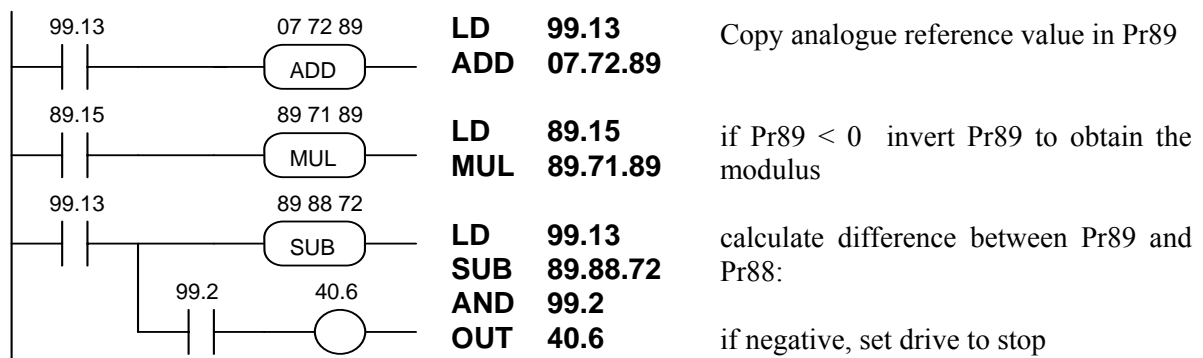 99.13 07 72 89 LD 99.13 Copy analogue reference value in Pr89
ADD ADD 07.72.89
89.15 89 71 89 LD 89.15 if Pr89 < 0 invert Pr89 to obtain the
MUL MUL 89.71.89 modulus
99.13 89 88 72 LD 99.13 calculate difference between Pr89 and
SUB SUB 89.88.72 Pr88:
99.2 40.6 AND 99.2
OUT 40.6 if negative, set drive to stop